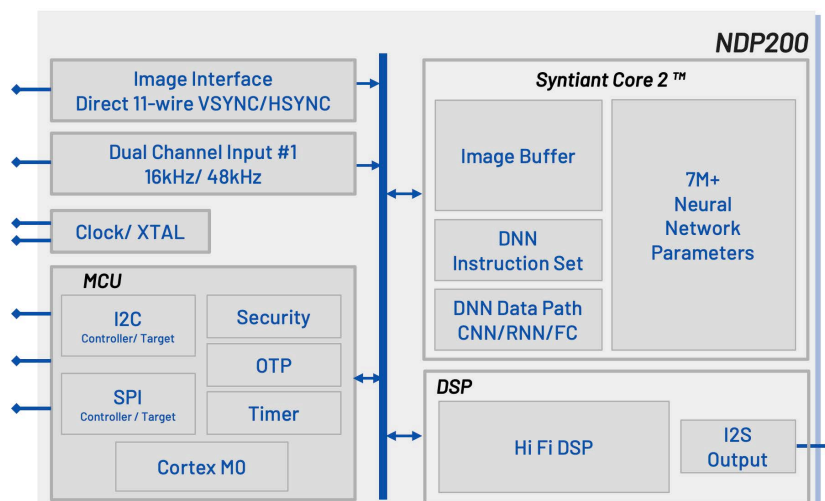 NDP200
Image Interface
Direct 11-wire VSYNC/HSYNC
Dual Channel Input #1
16kHz/ 48kHz
Clock/ XTAL
MCU
I2C
Controller/ Target
SPI
Controller / Target
Security
OTP
Timer
Cortex M0
Syntiant Core 2 ™
Image Buffer
DNN
Instruction Set
DNN Data Path
CNN/RNN/FC
7M+
Neural
Network
Parameters
DSP
Hi Fi DSP
I2S
Output